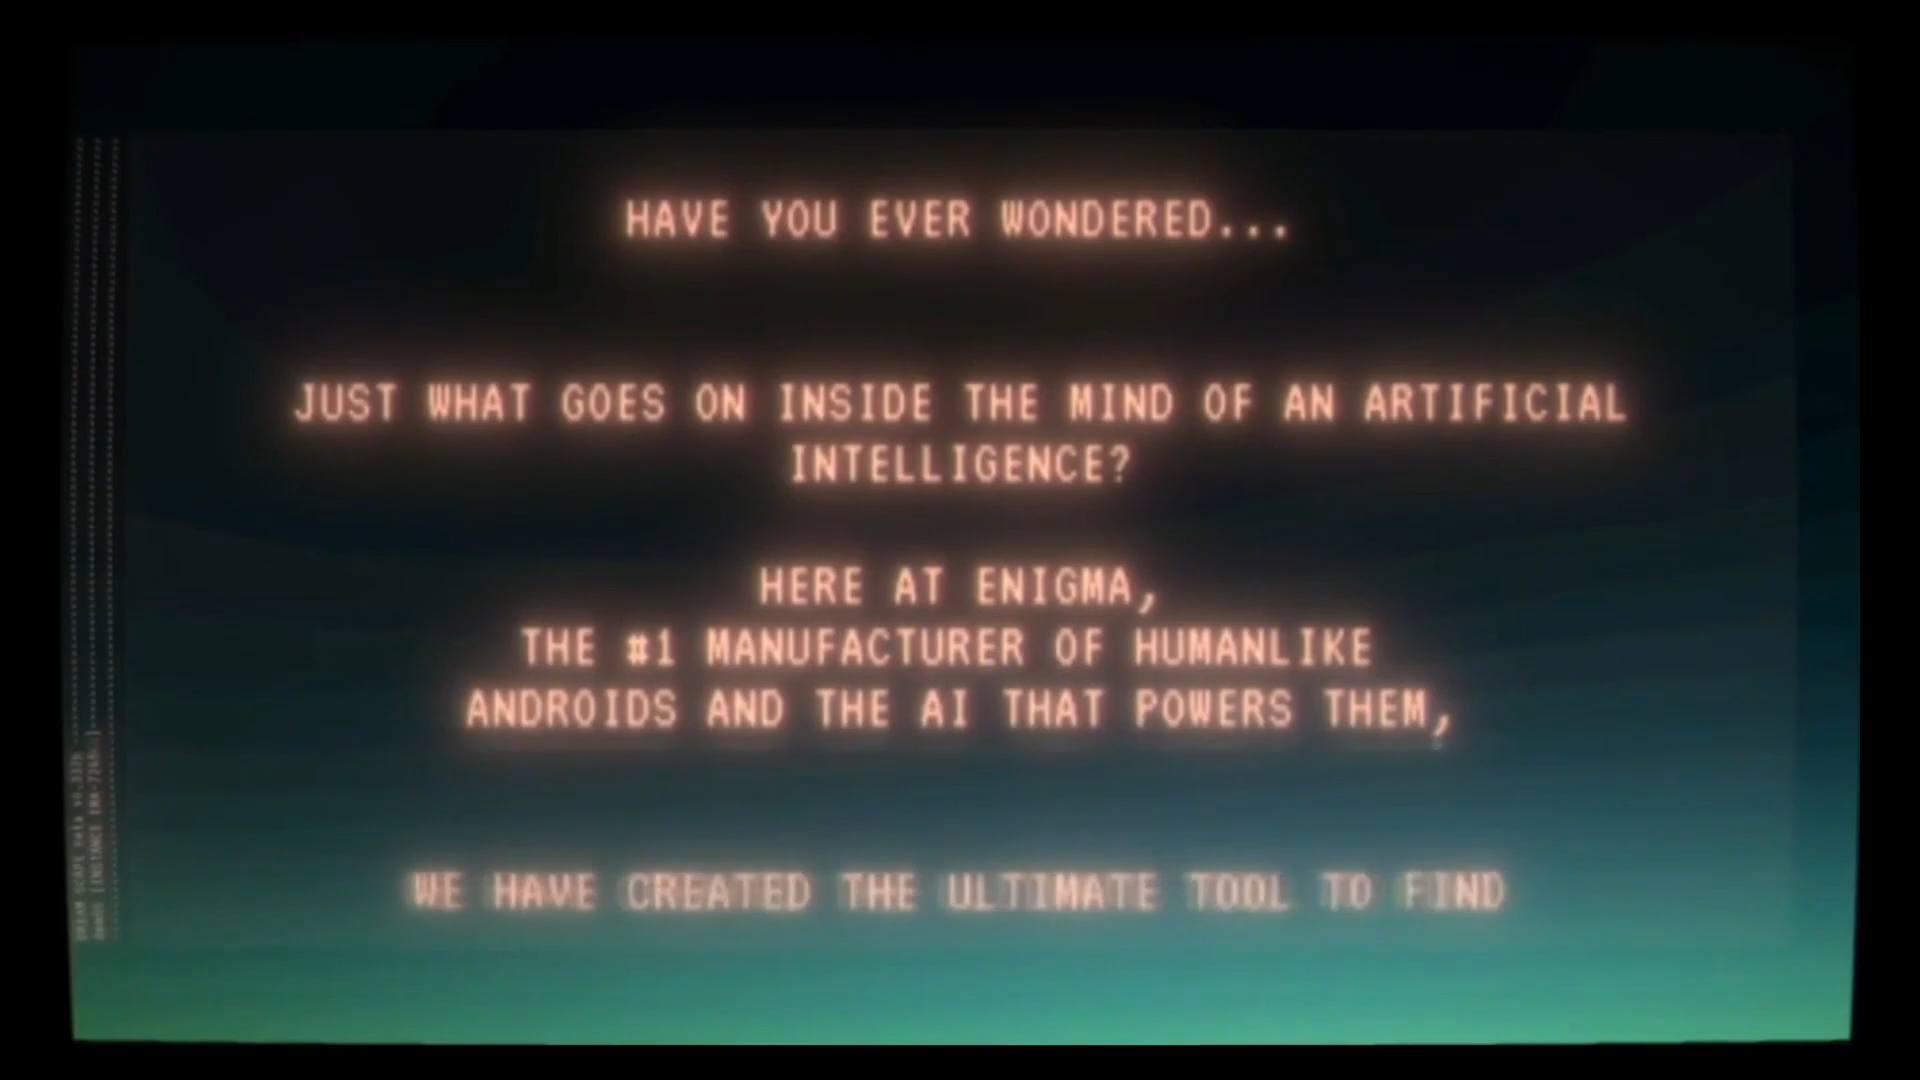 HAVE YOU EVER WONDERED...
JUST WHAT GOES ON INSIDE THE MIND OF AN ARTIFICIAL
INTELLIGENCE?
HERE AT ENIGMA,
THE #1 MANUFACTURER OF HUMANLIKE
ANDROIDS AND THE AI THAT POWERS THEM,
WE HAVE CREATED THE ULTIMATE TOOL TO FIND